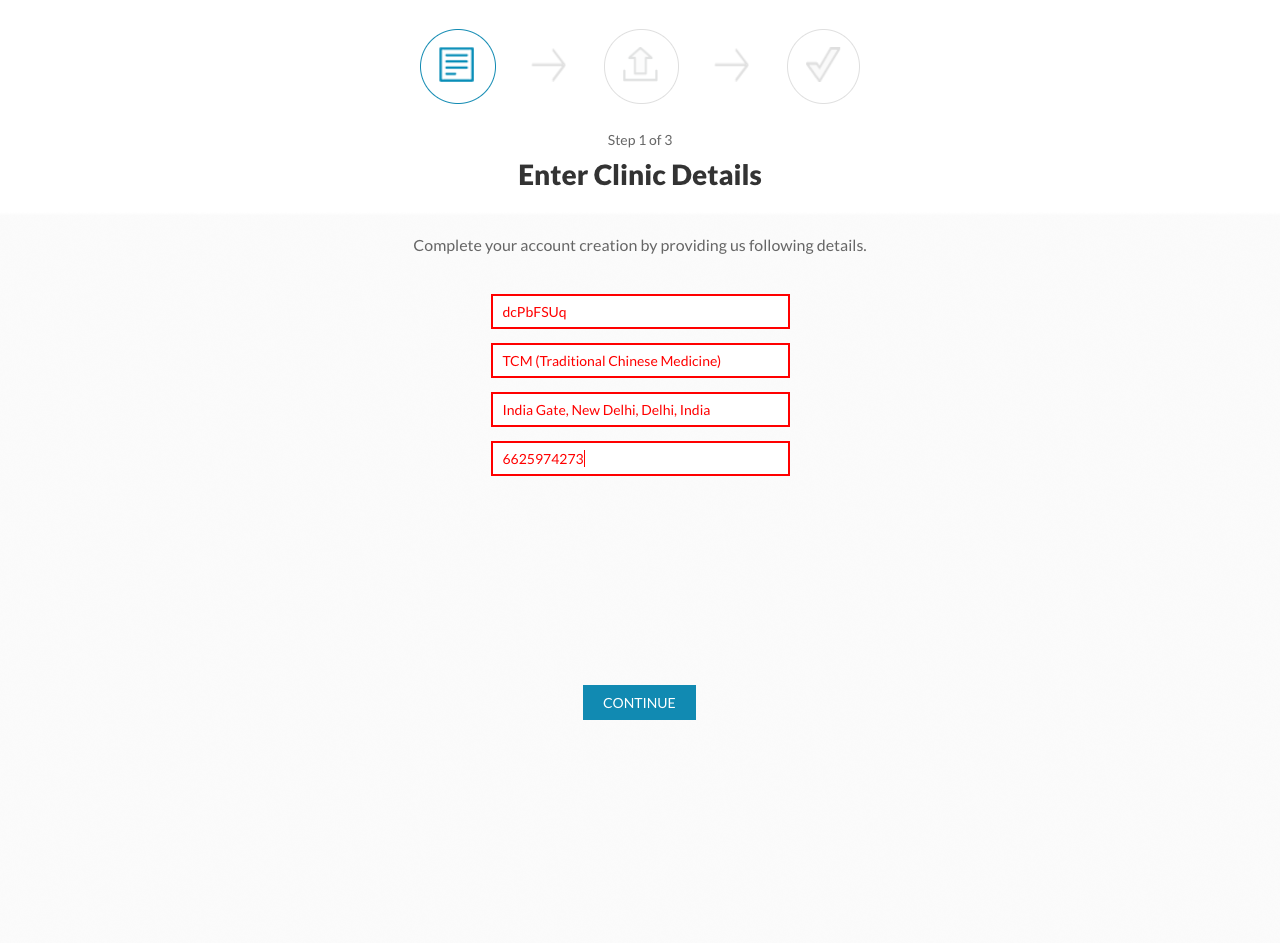 Step 1 of 3
Enter Clinic Details
Complete your account creation by providing us following details.
dcPbFSUq
TCM (Traditional Chinese Medicine)
India Gate, New Delhi, Delhi, India
6625974273
CONTINUE